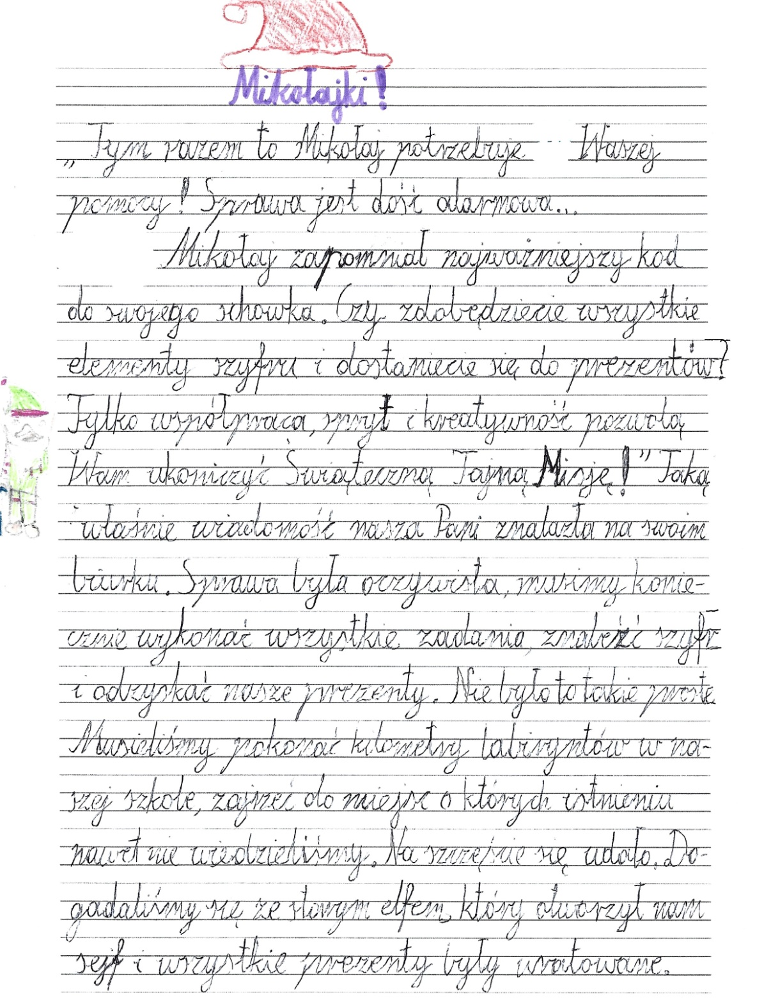 Mikołajki!
„Tym razem to Mikołaj potrzebuje Waszej
pomocy! Sprawa jest dość alarmowa...
Mikołaj zapomniał najważniejszy kod
do swojego schowka. Czy zdobędziecie wszystkie
elementy szyfru i dostaniecie się do prezentów?
Tylko współpraca, spryt i kreatywność pozwolą
Wam ukończyć Świąteczną Tajną Misję!" Taką
właśnie wiadomość nasza Pani znalazła na swoim
biurku. Sprawa była oczywista, musimy konie-
cznie wykonać wszystkie zadania, znaleźć szyfr
i odzyskać nasze prezenty. Nie było to takie proste
Musieliśmy pokonać kilometry labiryntów w na-
szej szkole, zajrzeć do miejsc o których istnieniu
nawet nie wiedzieliśmy. Na szczęście się udało. Do-
gadaliśmy się ze starym elfem, który otworzył nam
sejf i wszystkie prezenty były uratowane.